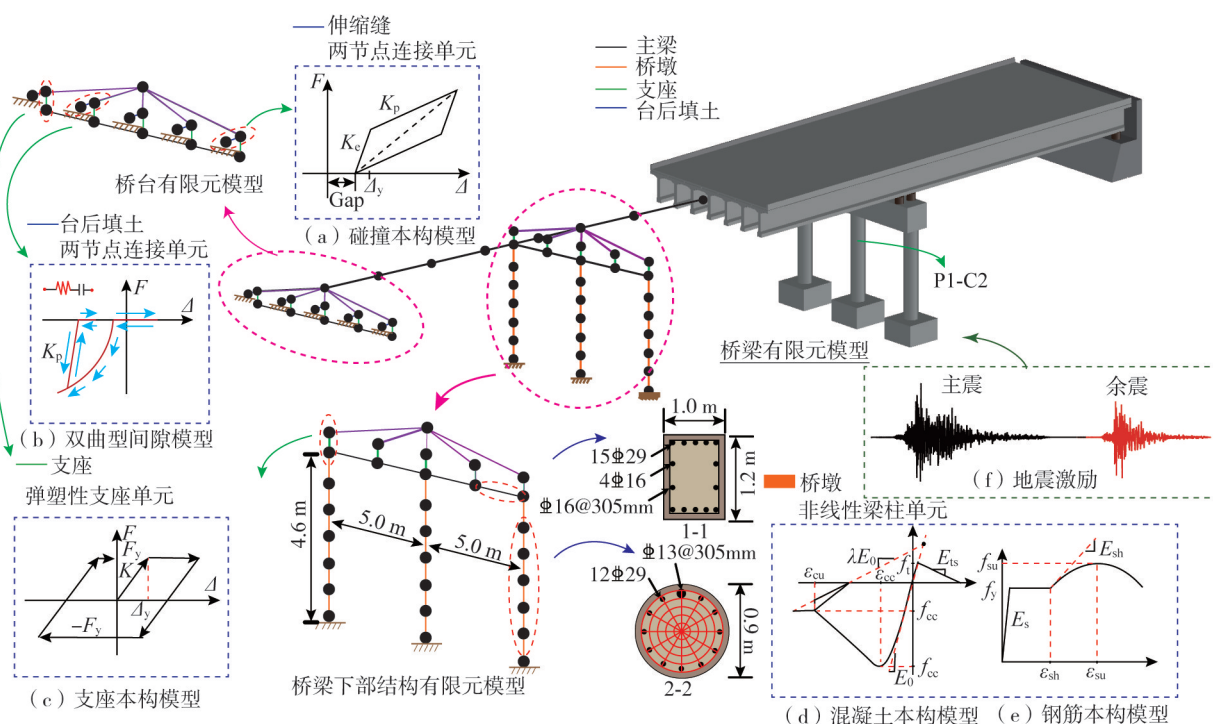 伸缩缝
两节点连接单元
F
K_p
K_e
Δ_y
Δ
Gap
（a）碰撞本构模型
主梁
桥墩
支座
台后填土
桥台有限元模型
台后填土
两节点连接单元
F
Δ
K_p
（b）双曲型间隙模型
支座
弹塑性支座单元
F
F_y
K
Δ
Δ_y
−F_y
（c）支座本构模型
P1-C2
桥梁有限元模型
主震
余震
（f）地震激励
4.6 m
5.0 m
5.0 m
桥梁下部结构有限元模型
1.0 m
15⏀29
4⏀16
⏀16@305mm
1.2 m
1-1
⏀13@305mm
12⏀29
0.9 m
2-2
桥墩
非线性梁柱单元
λE_0
ε_cu
ε_cc
f_t
E_ts
f_cc
E_0
f_cc
（d）混凝土本构模型
f_su
f_y
E_s
E_sh
ε_sh
ε_su
（e）钢筋本构模型